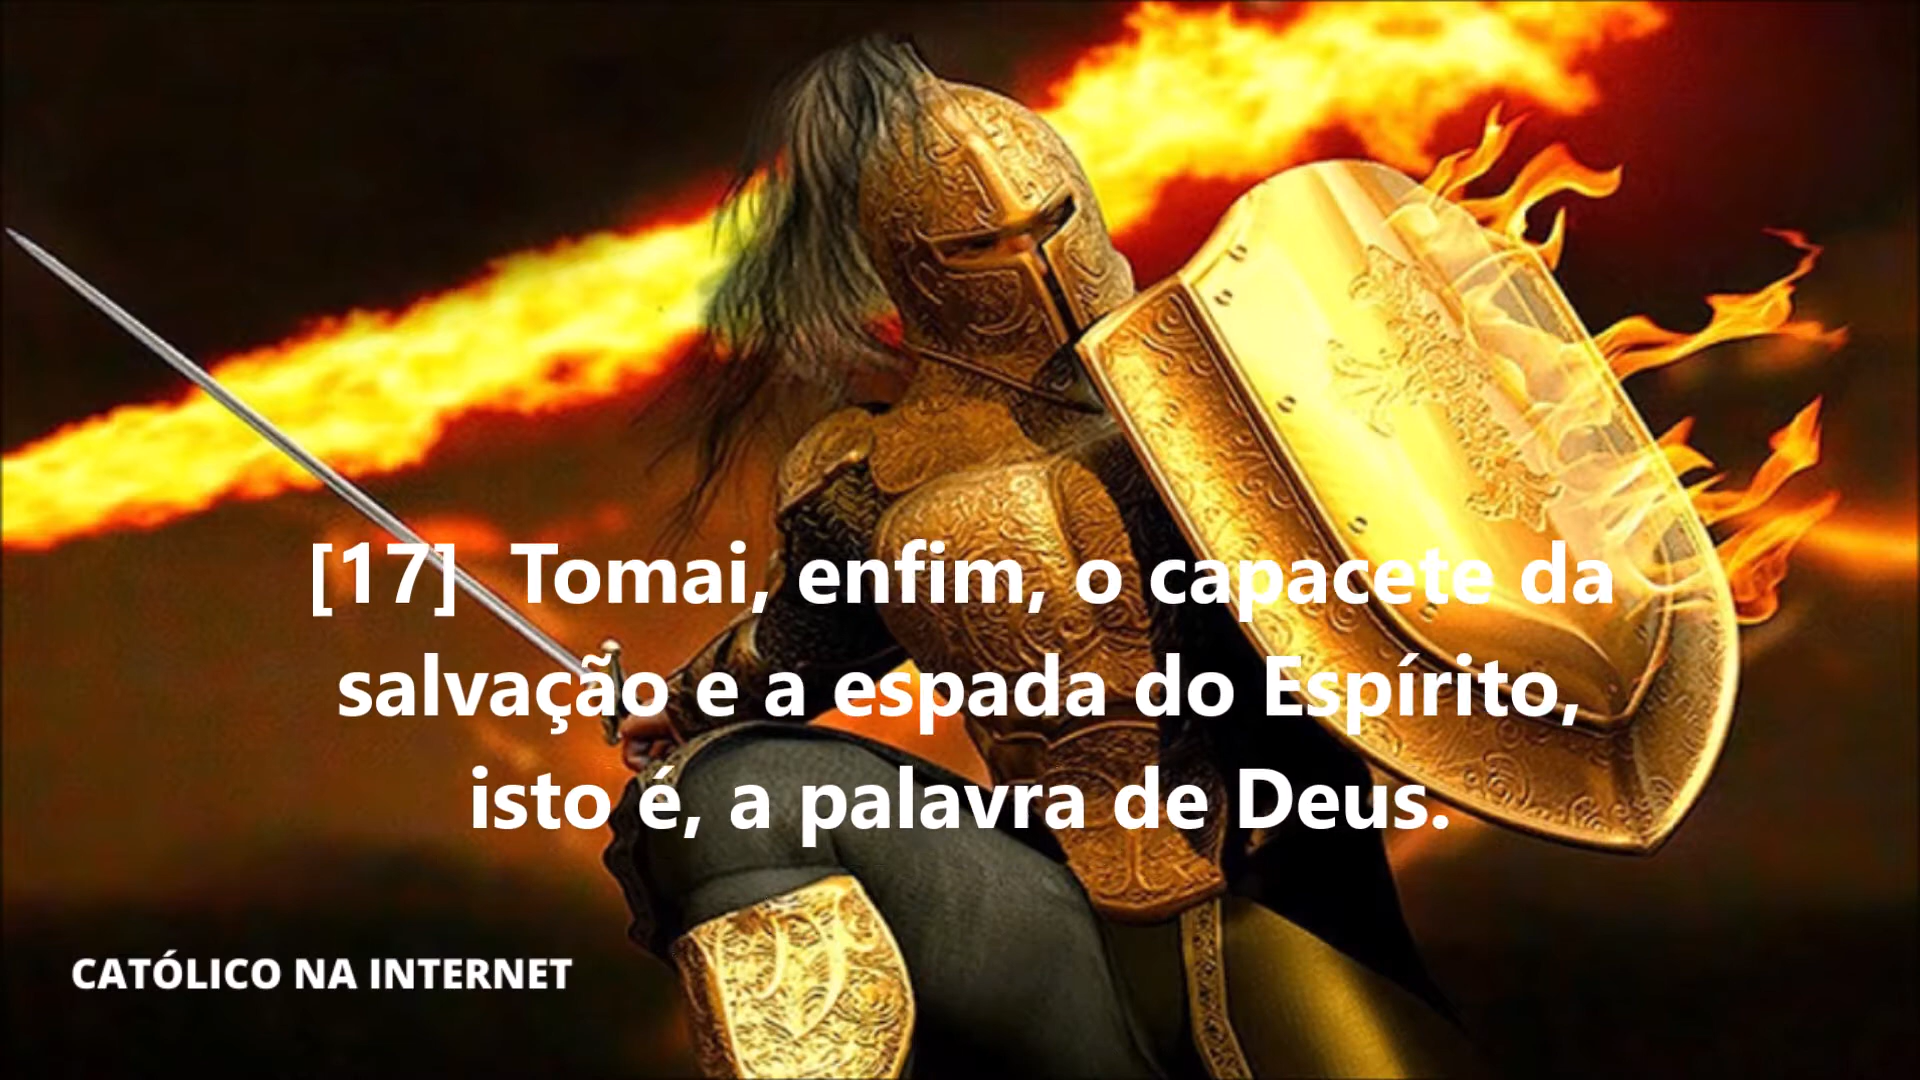 [17]  Tomai, enfim, o capacete da
salvação e a espada do Espírito,
isto é, a palavra de Deus.
CATÓLICO NA INTERNET